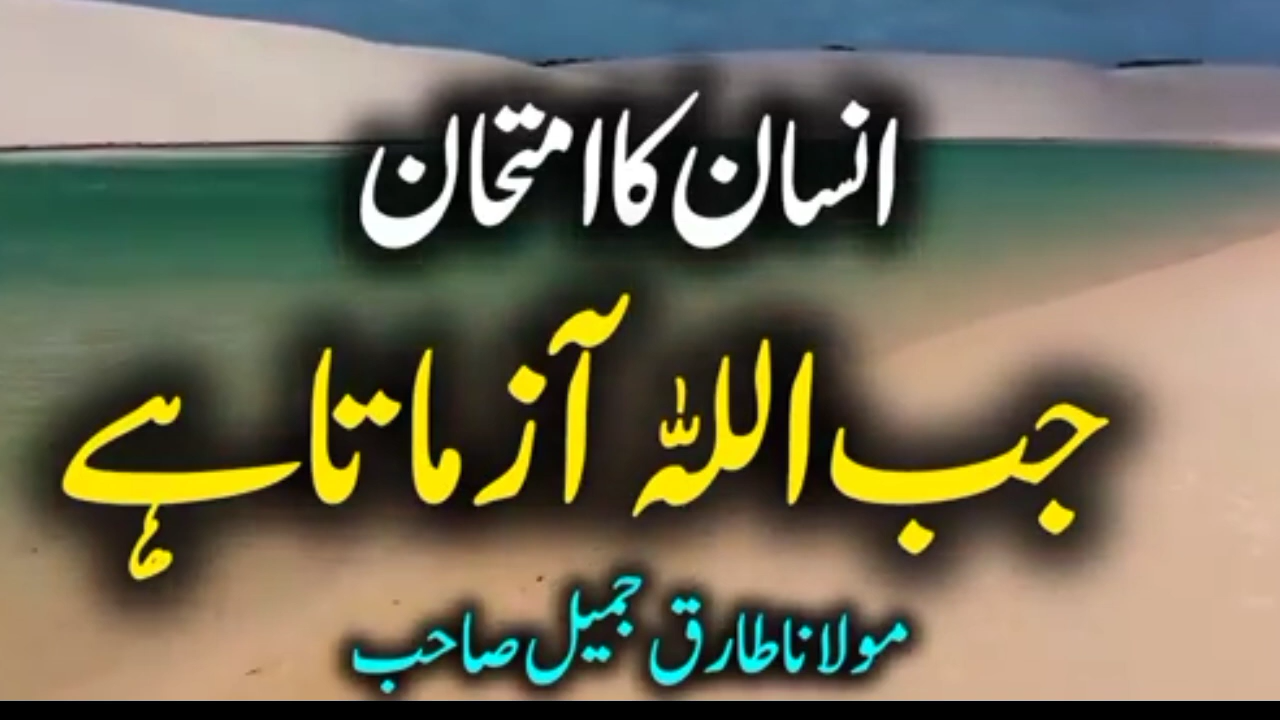 انسان کا امتحان
جب اللہ آزماتا ہے
مولانا طارق جمیل صاحب